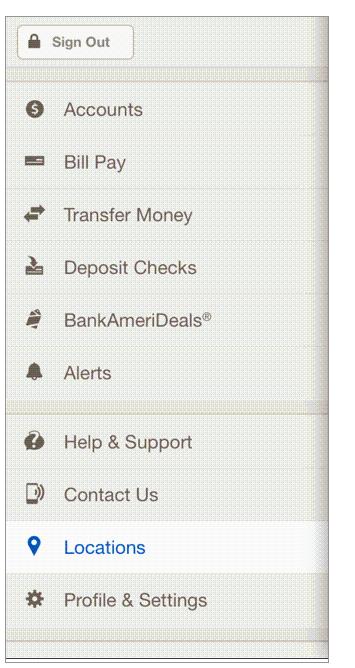 Sign Out
Accounts
Bill Pay
Transfer Money
Deposit Checks
BankAmeriDeals®
Alerts
Help & Support
Contact Us
Locations
Profile & Settings